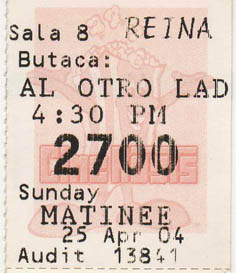 Sala 8 REINA
Butaca:
AL OTRO LAD
4:30 PM
2700
Sunday
MATINEE
25 Apr 04
Audit 13841